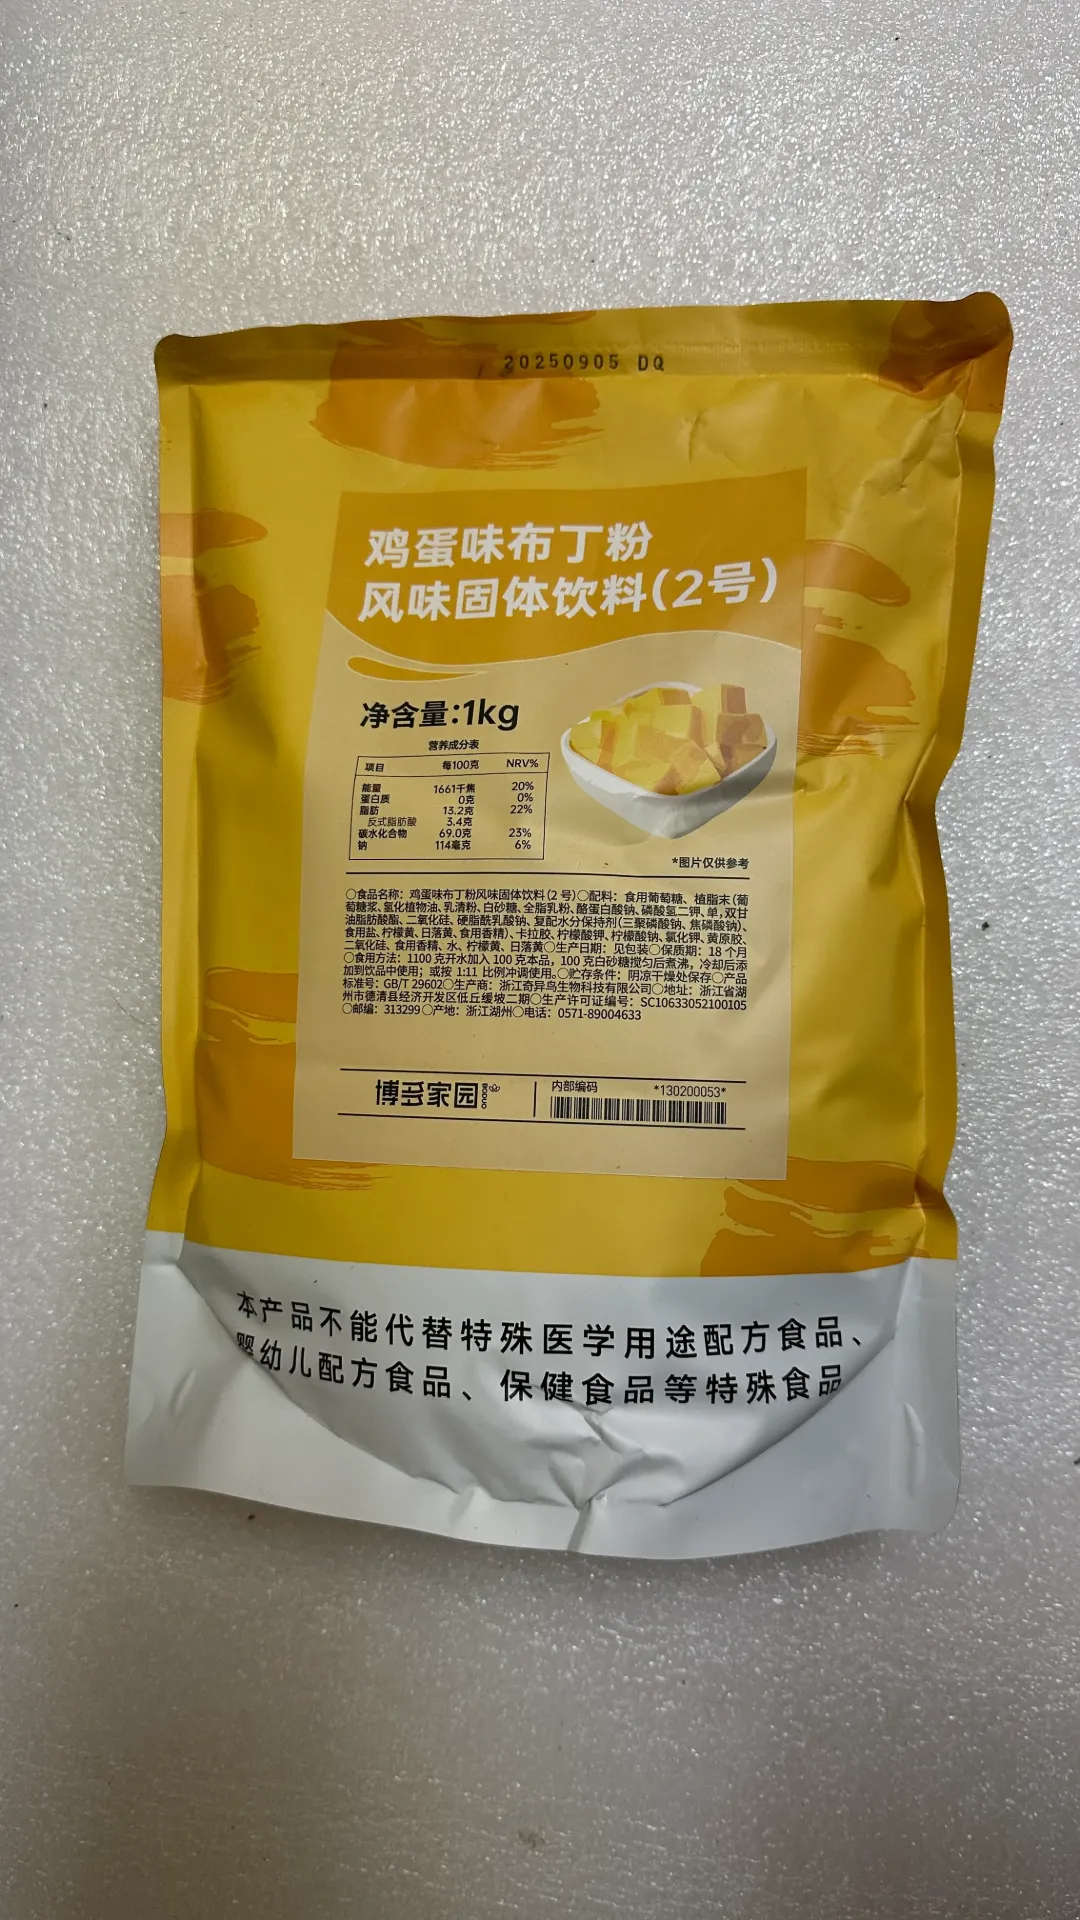 20250905 DQ
鸡蛋味布丁粉
风味固体饮料(2号)
净含量:1kg
营养成分表
项目 每100克 NRV%
能量 1661千焦 20%
蛋白质 0克 0%
脂肪 13.2克 22%
反式脂肪酸 3.4克
碳水化合物 69.0克 23%
钠 114毫克 6%
*图片仅供参考
○食品名称：鸡蛋味布丁粉风味固体饮料(2号)○配料：食用葡萄糖、植脂末(葡
萄糖浆、氢化植物油、乳清粉、白砂糖、全脂乳粉、酪蛋白酸钠、磷酸氢二钾、单,双甘
油脂肪酸酯、二氧化硅、硬脂酰乳酸钠、复配水分保持剂(三聚磷酸钠、焦磷酸钠)、
食用盐、柠檬黄、日落黄、食用香精)、卡拉胶、柠檬酸钾、柠檬酸钠、氯化钾、黄原胶、
二氧化硅、食用香精、水、柠檬黄、日落黄○生产日期：见包装○保质期：18个月
○食用方法：1100克开水加入100克本品，100克白砂糖搅匀后煮沸，冷却后添
加到饮品中使用；或按1:11比例冲调使用。○贮存条件：阴凉干燥处保存○产品
标准号：GB/T 29602○生产商：浙江奇异鸟生物科技有限公司○地址：浙江省湖
州市德清县经济开发区低丘缓坡二期○生产许可证编号：SC10633052100105
○邮编：313299○产地：浙江湖州○电话：0571-89004633
博多家园 BODUO
内部编码 *130200053*
本产品不能代替特殊医学用途配方食品、
婴幼儿配方食品、保健食品等特殊食品